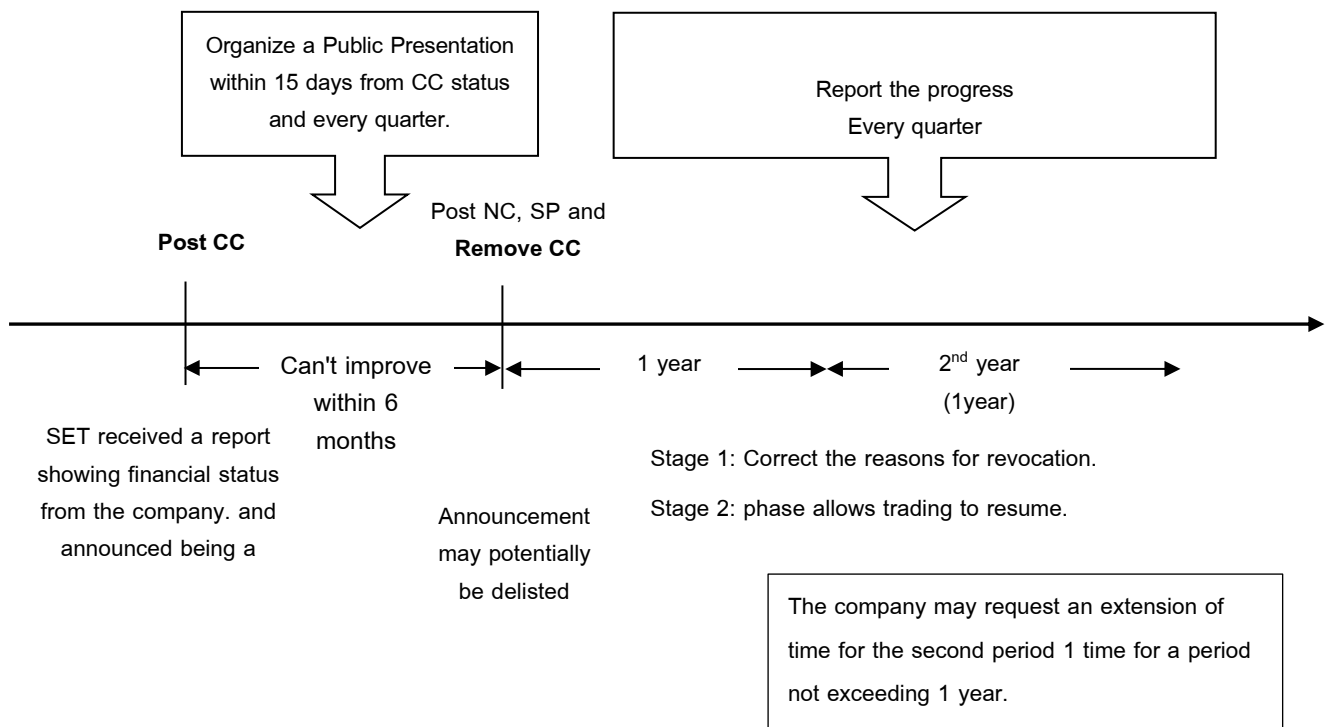 Organize a Public Presentation
within 15 days from CC status
and every quarter.
Report the progress
Every quarter
Post CC
Post NC, SP and
Remove CC
Can't improve
within 6
months
1 year
2nd year
(1year)
SET received a report
showing financial status
from the company. and
announced being a
Announcement
may potentially
be delisted
Stage 1: Correct the reasons for revocation.
Stage 2: phase allows trading to resume.
The company may request an extension of
time for the second period 1 time for a period
not exceeding 1 year.